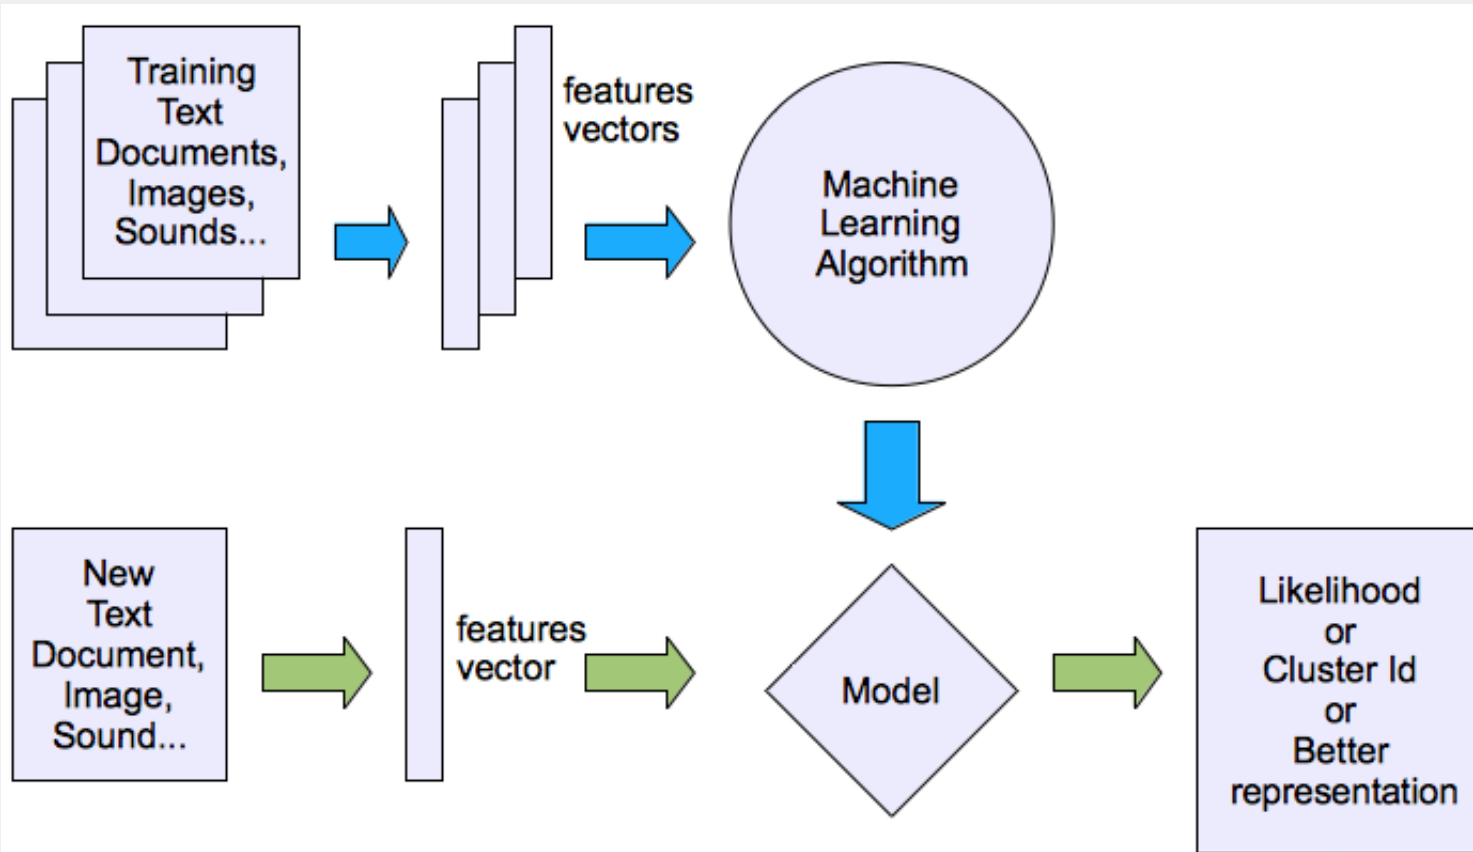 Training
Text
Documents,
Images,
Sounds...
features
vectors
Machine
Learning
Algorithm
New
Text
Document,
Image,
Sound...
features
vector
Model
Likelihood
or
Cluster Id
or
Better
representation